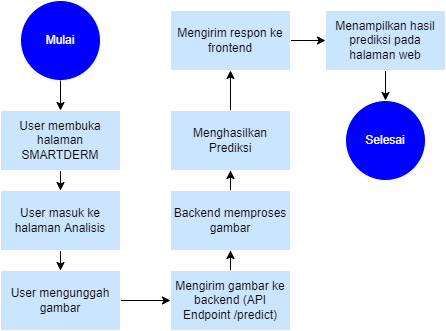 Mulai
User membuka
halaman
SMARTDERM
User masuk ke
halaman Analisis
User mengunggah
gambar
Mengirim gambar ke
backend (API
Endpoint /predict)
Backend memproses
gambar
Menghasilkan
Prediksi
Mengirim respon ke
frontend
Menampilkan hasil
prediksi pada
halaman web
Selesai